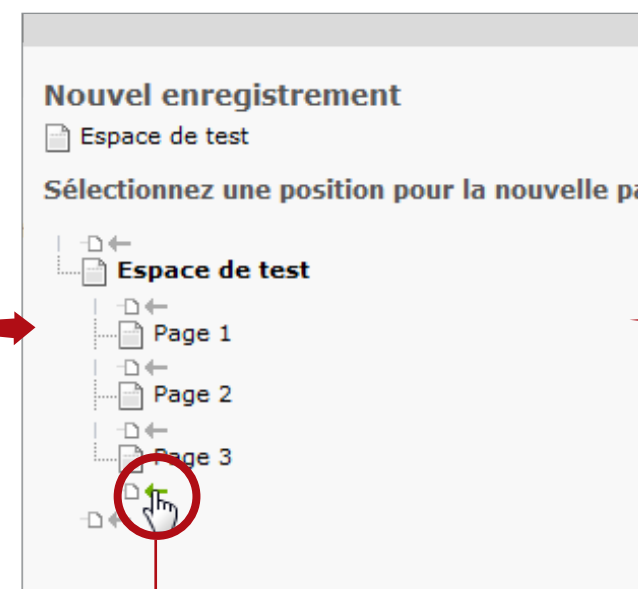 Nouvel enregistrement
Espace de test
Sélectionnez une position pour la nouvelle
Espace de test
Page 1
Page 2
Page 3